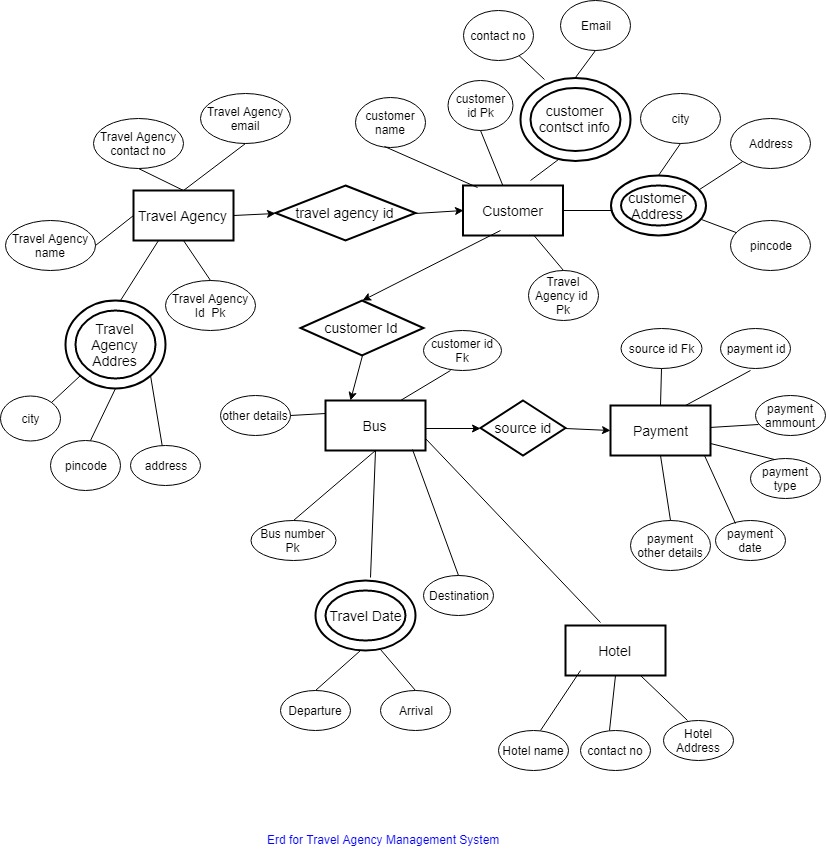 Email
contact no
customer
contsct info
customer
id Pk
customer
name
city
Address
Travel Agency
email
Travel Agency
contact no
Travel Agency
travel agency id
Customer
customer
Address
pincode
Travel Agency
name
Travel Agency
Id Pk
Travel
Agency id
Pk
Travel
Agency
Addres
customer Id
customer id
Fk
source id Fk
payment id
city
other details
Bus
source id
Payment
payment
ammount
pincode
address
payment
type
Bus number
Pk
payment
other details
payment
date
Destination
Travel Date
Hotel
Departure
Arrival
Hotel name
contact no
Hotel
Address
Erd for Travel Agency Management System